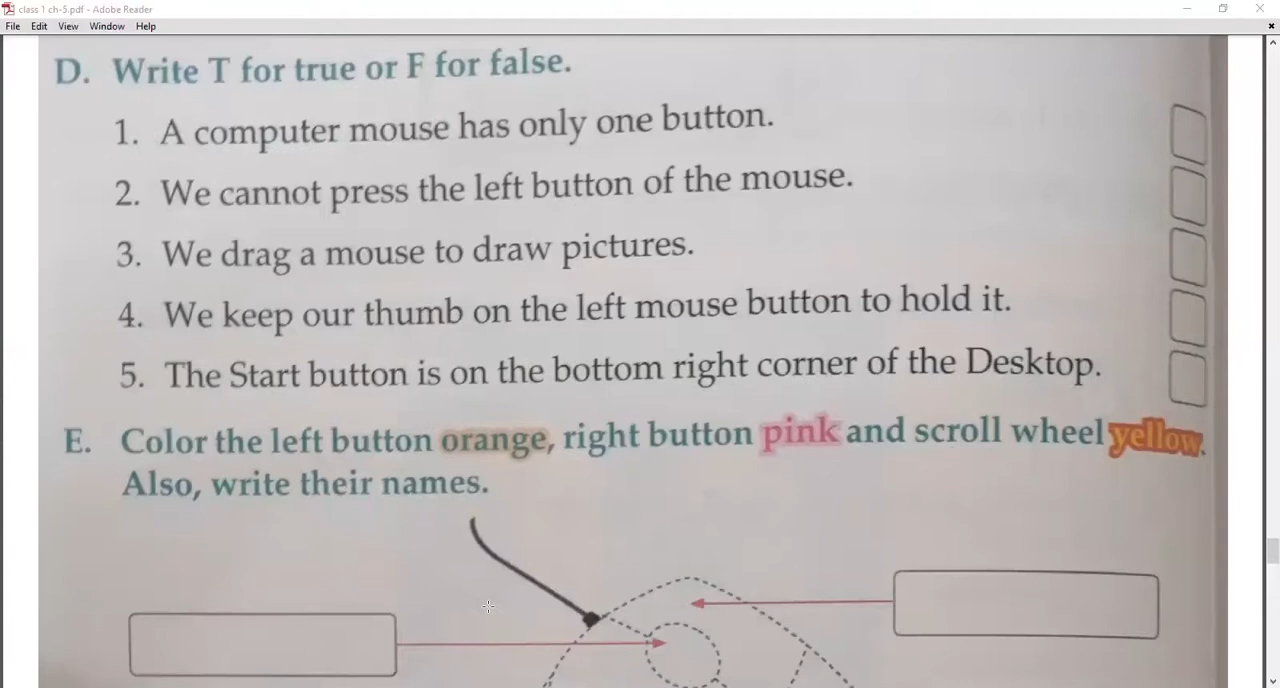 class 1 ch-5.pdf - Adobe Reader
File Edit View Window Help
D. Write T for true or F for false.
1. A computer mouse has only one button.
2. We cannot press the left button of the mouse.
3. We drag a mouse to draw pictures.
4. We keep our thumb on the left mouse button to hold it.
5. The Start button is on the bottom right corner of the Desktop.
E. Color the left button orange, right button pink and scroll wheel yellow.
Also, write their names.